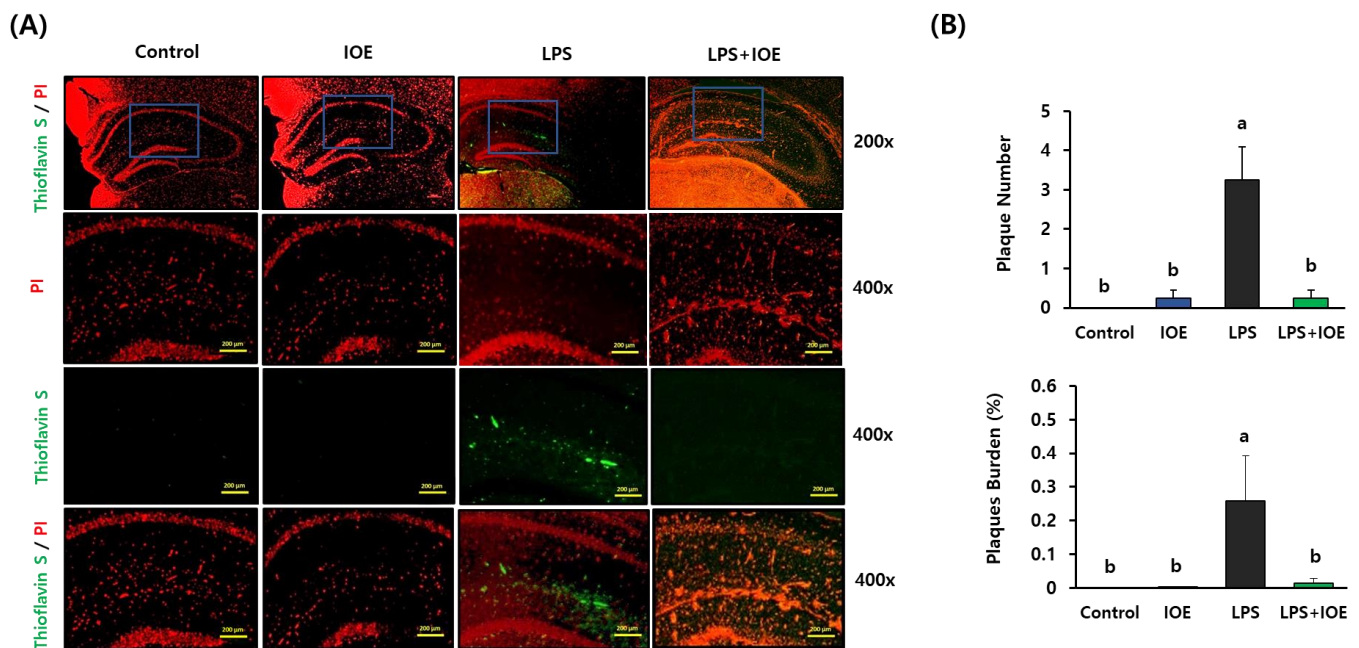 (A)
Control IOE LPS LPS+IOE
Thioflavin S / PI
200x
PI
200 μm 200 μm 200 μm 200 μm
400x
Thioflavin S
200 μm 200 μm 200 μm 200 μm
400x
Thioflavin S / PI
200 μm 200 μm 200 μm 200 μm
400x
(B)
Plaque Number
5
4
3
2
1
0
b
b
a
b
Control IOE LPS LPS+IOE
Plaques Burden (%)
0.6
0.5
0.4
0.3
0.2
0.1
0
b
b
a
b
Control IOE LPS LPS+IOE